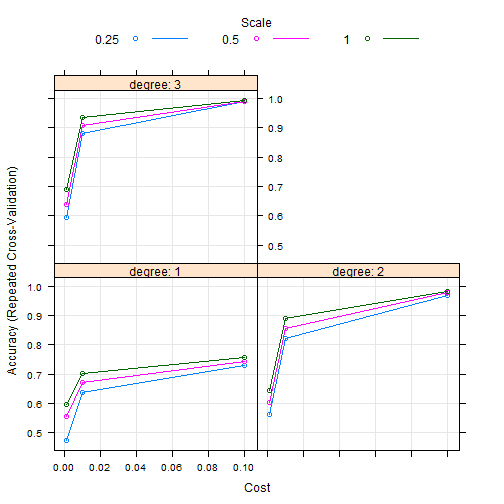 Scale
0.25 0.5 1
degree: 3
1.0
0.9
0.8
0.7
0.6
0.5
degree: 1 degree: 2
1.0
0.9
0.8
0.7
0.6
0.5
0.00 0.02 0.04 0.06 0.08 0.10
Cost
Accuracy (Repeated Cross-Validation)